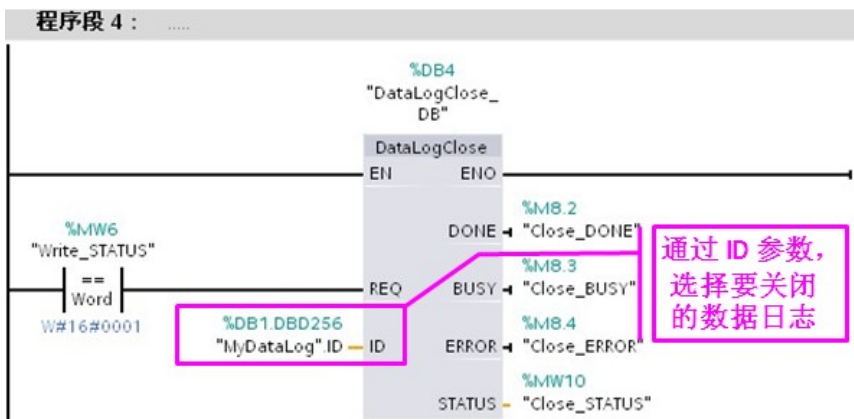 程序段 4： .....
%DB4
"DataLogClose_
DB"
DataLogClose
EN ENO
%M8.2
DONE "Close_DONE"
%MW6
"Write_STATUS"
==
Word
W#16#0001
REQ
%M8.3
BUSY "Close_BUSY"
%DB1.DBD256
"MyDataLog".ID ID
%M8.4
ERROR "Close_ERROR"
%MW10
STATUS "Close_STATUS"
通过 ID 参数，
选择要关闭
的数据日志